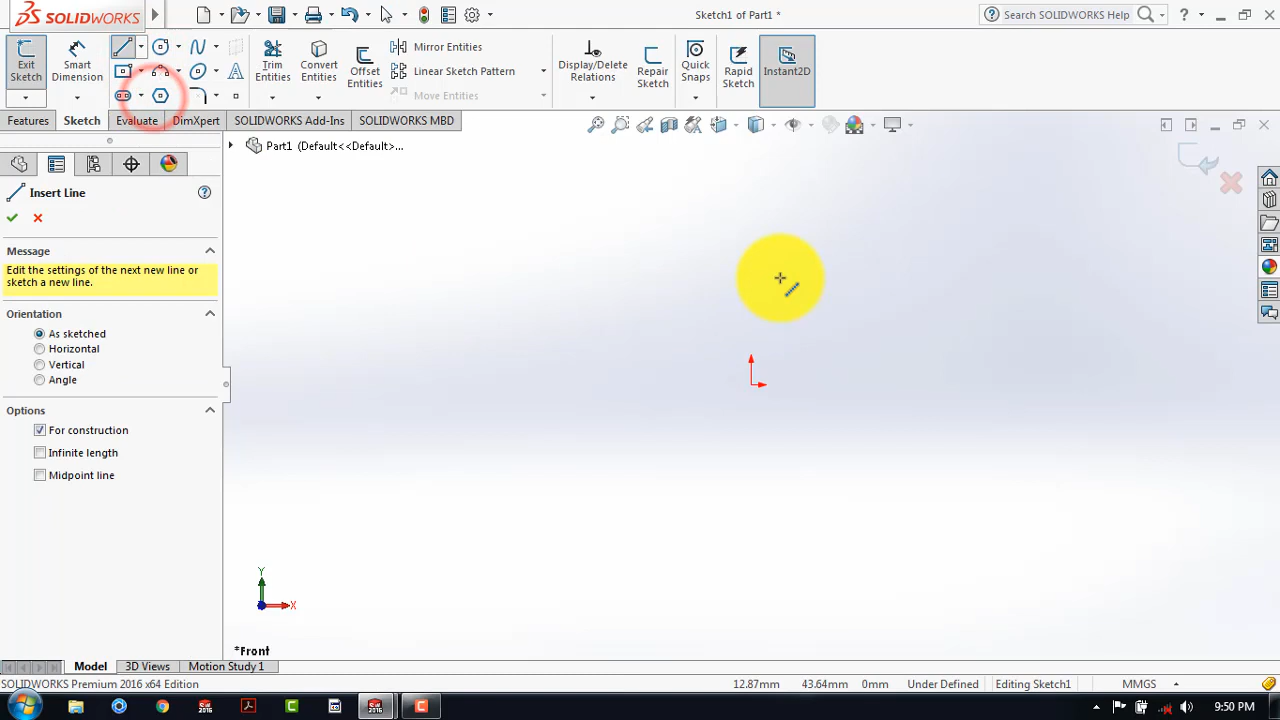 SOLIDWORKS
Sketch1 of Part1 *
Search SOLIDWORKS Help
Exit Sketch
Smart Dimension
Trim Entities
Convert Entities
Offset Entities
Mirror Entities
Linear Sketch Pattern
Move Entities
Display/Delete Relations
Repair Sketch
Quick Snaps
Rapid Sketch
Instant2D
Features Sketch Evaluate DimXpert SOLIDWORKS Add-Ins SOLIDWORKS MBD
Part1 (Default<<Default>...
Insert Line
Message
Edit the settings of the next new line or
sketch a new line.
Orientation
As sketched
Horizontal
Vertical
Angle
Options
For construction
Infinite length
Midpoint line
Y
X
*Front
Model 3D Views Motion Study 1
SOLIDWORKS Premium 2016 x64 Edition
12.87mm 43.64mm 0mm Under Defined Editing Sketch1 MMGS
9:50 PM